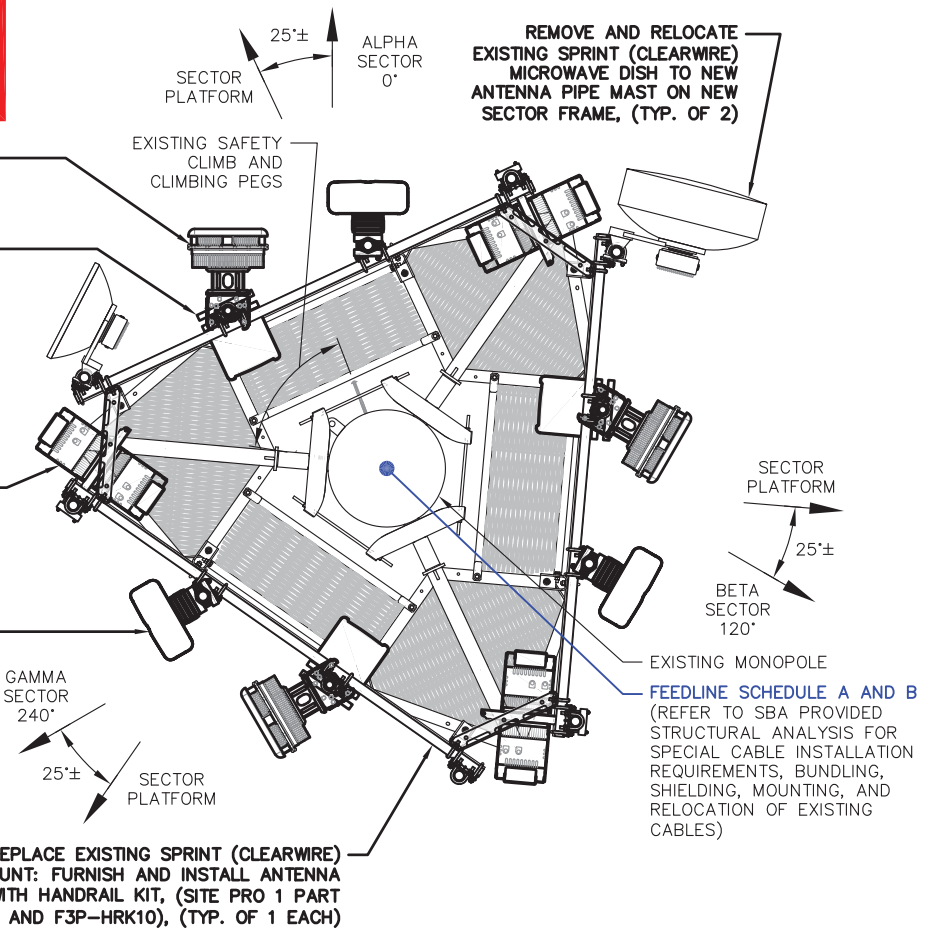 25°±
ALPHA
SECTOR
0°
SECTOR
PLATFORM
REMOVE AND RELOCATE
EXISTING SPRINT (CLEARWIRE)
MICROWAVE DISH TO NEW
ANTENNA PIPE MAST ON NEW
SECTOR FRAME, (TYP. OF 2)
EXISTING SAFETY
CLIMB AND
CLIMBING PEGS
SECTOR
PLATFORM
25°±
BETA
SECTOR
120°
EXISTING MONOPOLE
FEEDLINE SCHEDULE A AND B
(REFER TO SBA PROVIDED
STRUCTURAL ANALYSIS FOR
SPECIAL CABLE INSTALLATION
REQUIREMENTS, BUNDLING,
SHIELDING, MOUNTING, AND
RELOCATION OF EXISTING
CABLES)
GAMMA
SECTOR
240°
25°±
SECTOR
PLATFORM
EPLACE EXISTING SPRINT (CLEARWIRE)
UNT: FURNISH AND INSTALL ANTENNA
ITH HANDRAIL KIT, (SITE PRO 1 PART
AND F3P-HRK10), (TYP. OF 1 EACH)